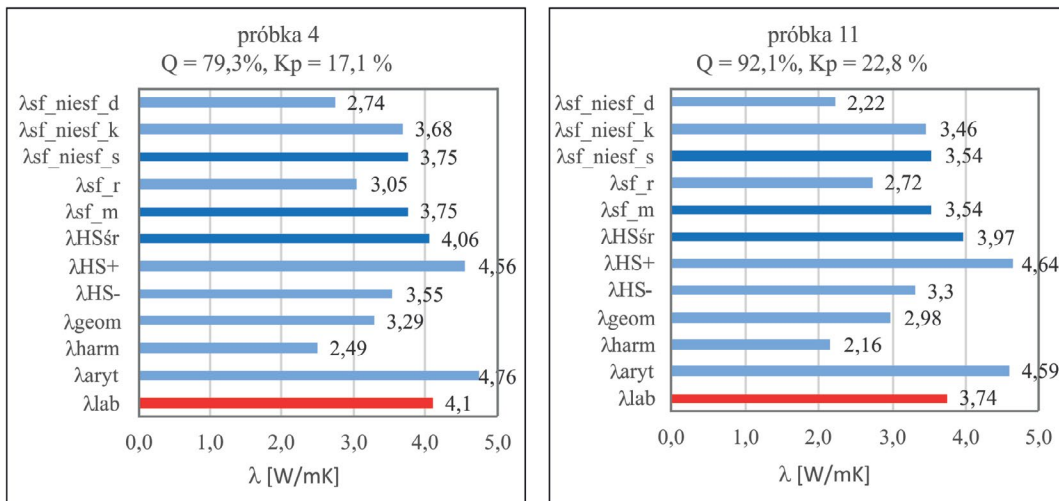 próbka 4
Q = 79,3%, Kp = 17,1 %
λsf_niesf_d 2,74
λsf_niesf_k 3,68
λsf_niesf_s 3,75
λsf_r 3,05
λsf_m 3,75
λHSśr 4,06
λHS+ 4,56
λHS- 3,55
λgeom 3,29
λharm 2,49
λaryt 4,76
λlab 4,1
0,0 1,0 2,0 3,0 4,0 5,0
λ [W/mK]
próbka 11
Q = 92,1%, Kp = 22,8 %
λsf_niesf_d 2,22
λsf_niesf_k 3,46
λsf_niesf_s 3,54
λsf_r 2,72
λsf_m 3,54
λHSśr 3,97
λHS+ 4,64
λHS- 3,3
λgeom 2,98
λharm 2,16
λaryt 4,59
λlab 3,74
0,0 1,0 2,0 3,0 4,0 5,0
λ [W/mK]